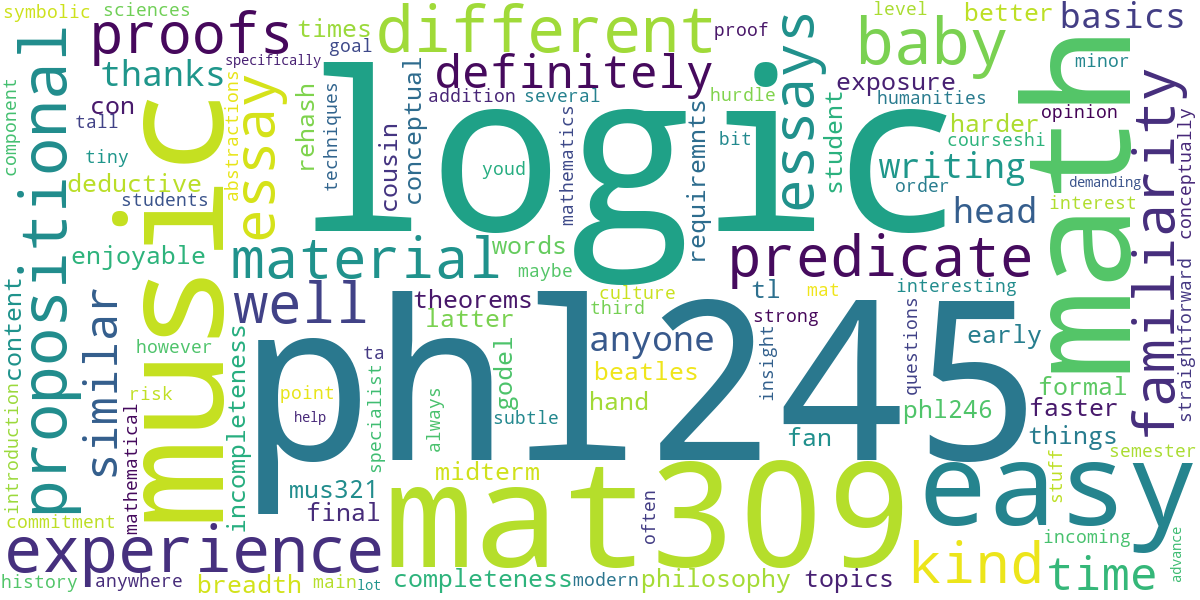 symbolic
sciences
proofs
times
goal
different
proof
level
better
basics
baby
minor
thanks
specifically
definitely
exposure
component
propositional
con
tall
music
abstractions
essay
rehash
techniques
logic
cousin
conceptual
addition
several
hurdle
humanities
opinion
math
familiarity
tiny
youd
mathematics
requiremnts
bit
essays
student
harder
courseshi
writing
order
demanding
deductive
students
head
interest
conceptually
enjoyable
material
words
maybe
predicate
content
similar
well
theorems
culture
third
tl
mat
interesting
straightforward
latter
strong
however
incompleteness
phl245
anyone
insight
questions
early
ta
godel
beatles
formal
introduction
risk
point
help
specialist
always
subtle
hand
fan
phl246
faster
things
mathematical
mus321
midterm
easy
stuff
semester
commitment
final
mat309
often
incoming
experience
kind
time
advance
history
anywhere
breadth
main
lot
completeness
modern
philosophy
topics